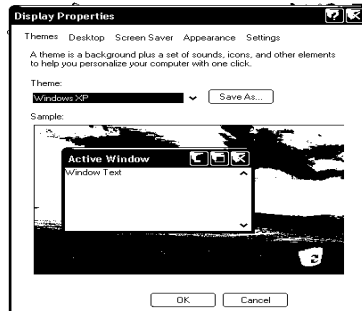 Display Properties
Themes Desktop Screen Saver Appearance Settings
A theme is a background plus a set of sounds, icons, and other elements
to help you personalize your computer with one click.
Theme:
Windows XP Save As...
Sample:
Active Window
Window Text
OK Cancel